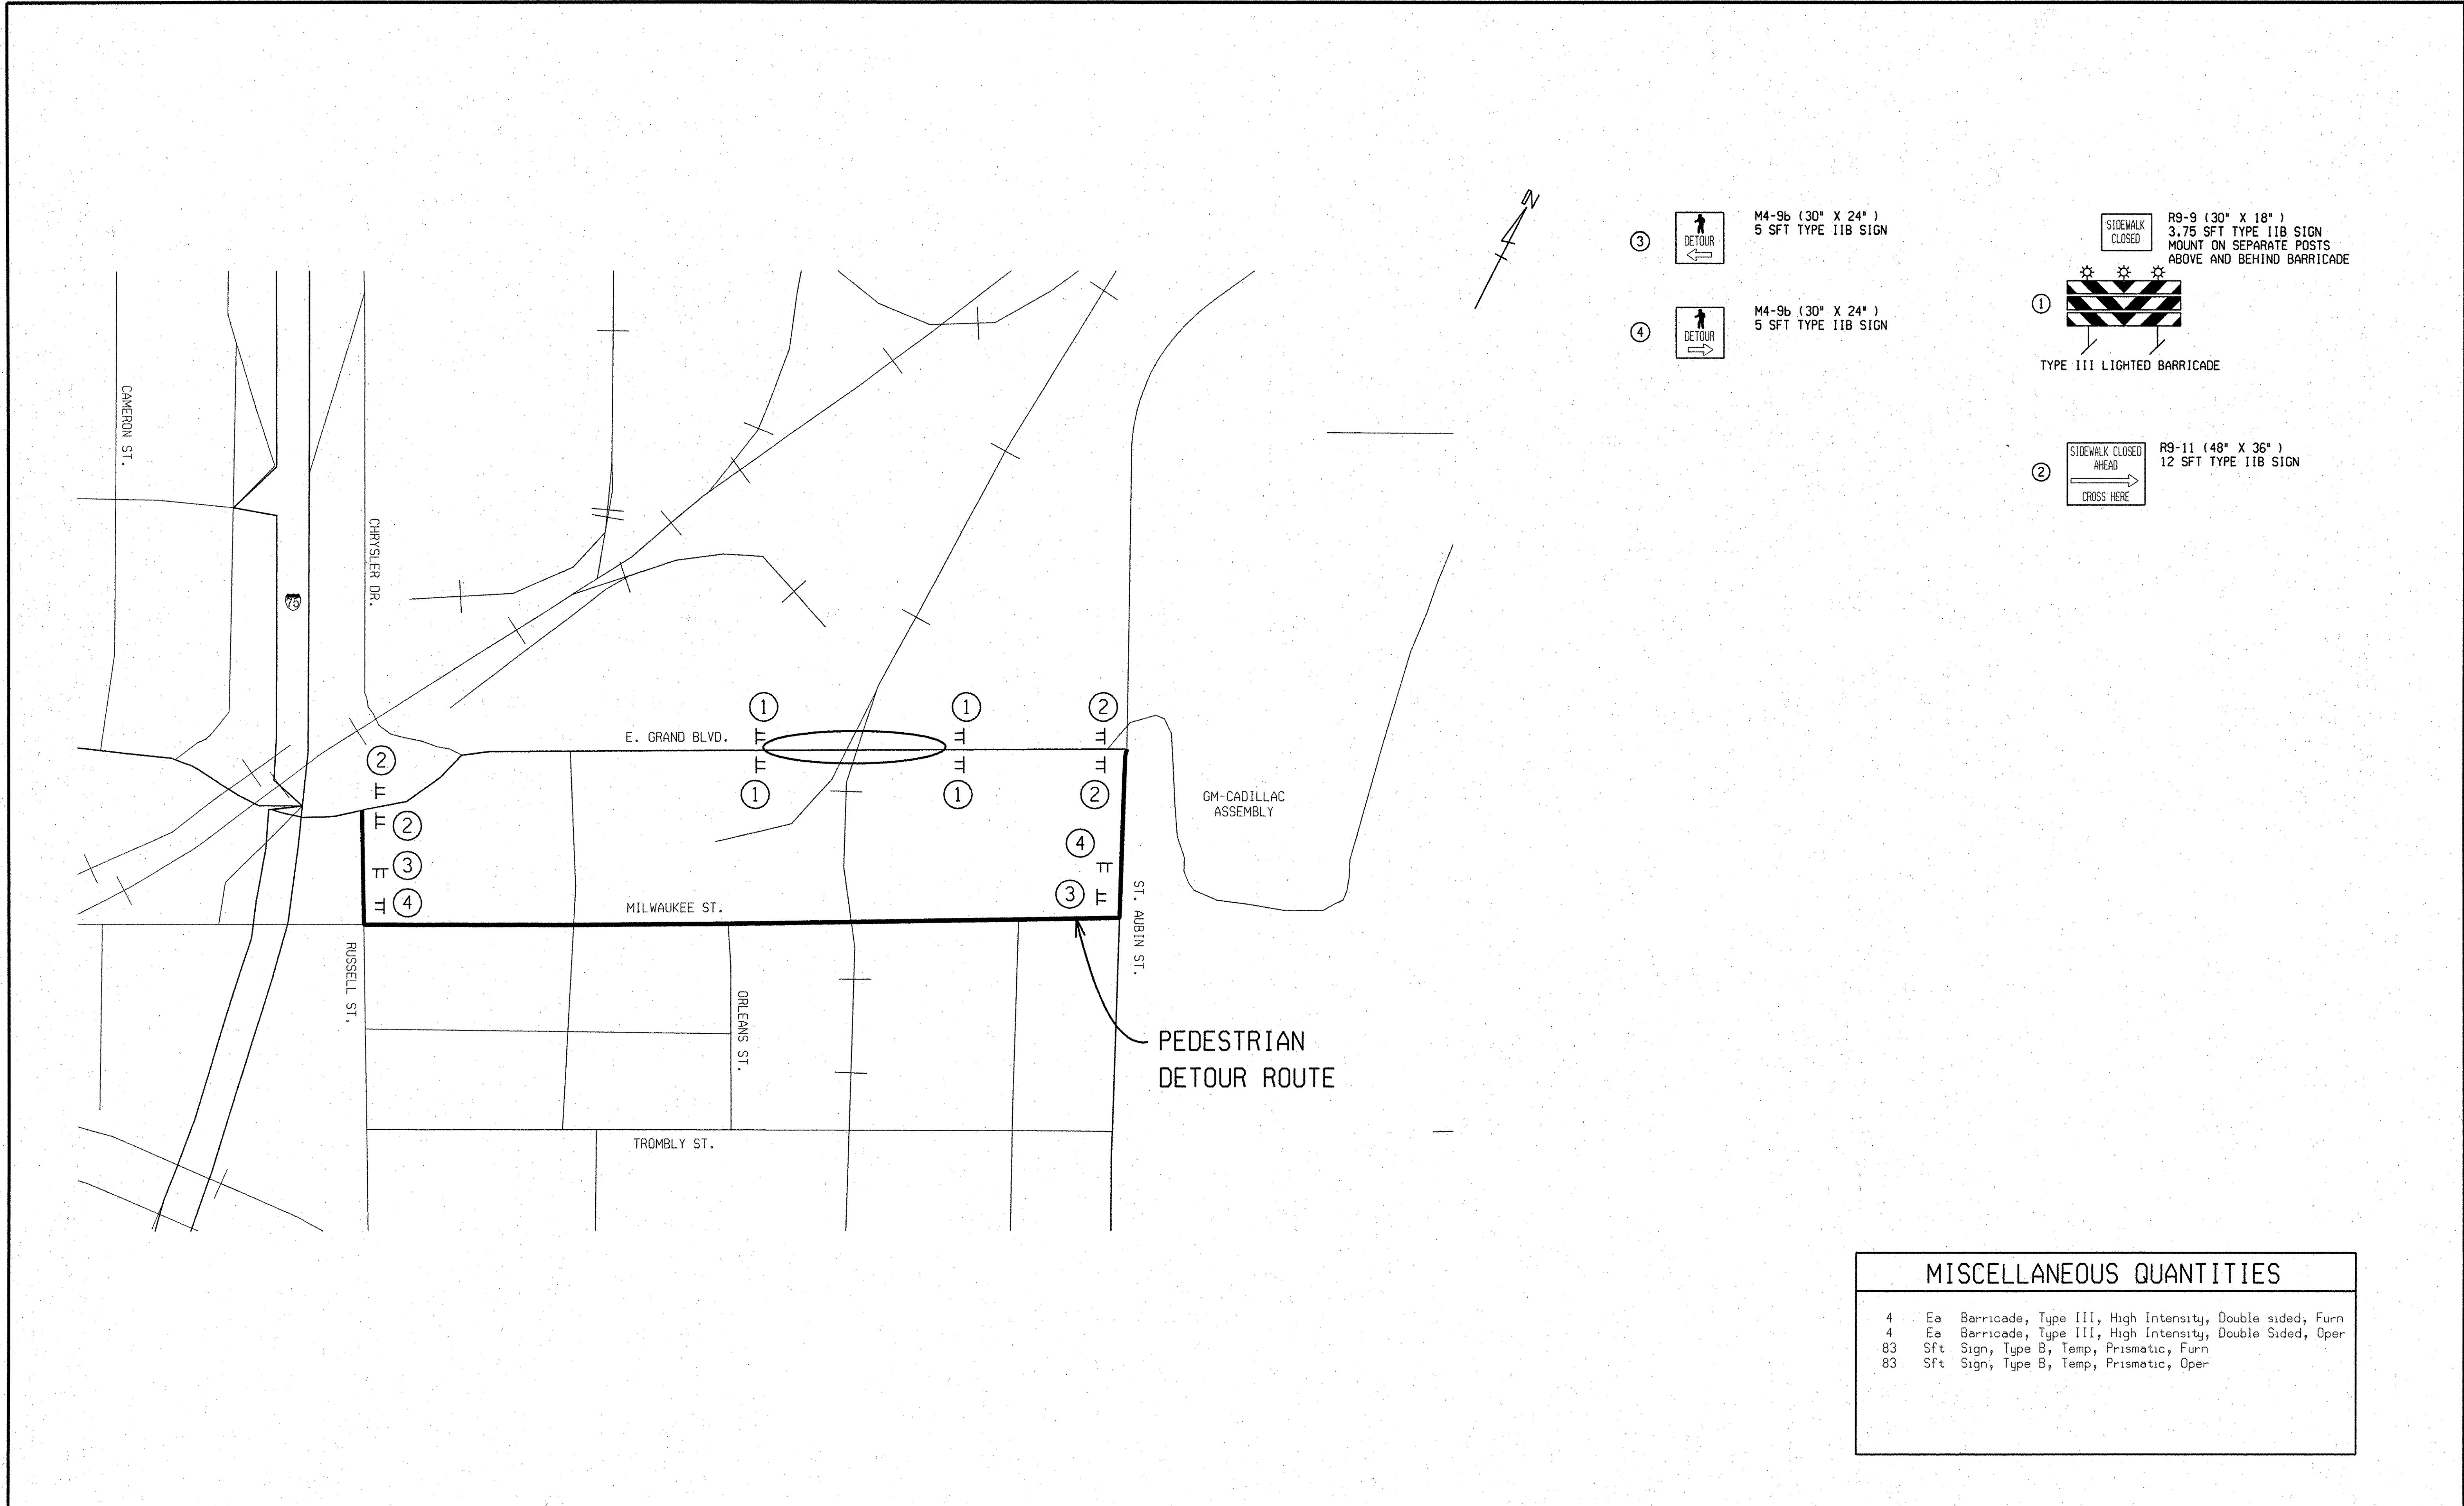 N
③
DETOUR
M4-9b (30" X 24" )
5 SFT TYPE IIB SIGN
④
DETOUR
M4-9b (30" X 24" )
5 SFT TYPE IIB SIGN
SIDEWALK
CLOSED
R9-9 (30" X 18" )
3.75 SFT TYPE IIB SIGN
MOUNT ON SEPARATE POSTS
ABOVE AND BEHIND BARRICADE
①
TYPE III LIGHTED BARRICADE
②
SIDEWALK CLOSED
AHEAD
CROSS HERE
R9-11 (48" X 36" )
12 SFT TYPE IIB SIGN
CAMERON ST.
CHRYSLER DR.
75
E. GRAND BLVD.
①
①
②
②
①
①
②
②
③
④
④
③
GM-CADILLAC
ASSEMBLY
MILWAUKEE ST.
RUSSELL ST.
ORLEANS ST.
ST. AUBIN ST.
PEDESTRIAN
DETOUR ROUTE
TROMBLY ST.
MISCELLANEOUS QUANTITIES
4 Ea Barricade, Type III, High Intensity, Double sided, Furn
4 Ea Barricade, Type III, High Intensity, Double Sided, Oper
83 Sft Sign, Type B, Temp, Prismatic, Furn
83 Sft Sign, Type B, Temp, Prismatic, Oper